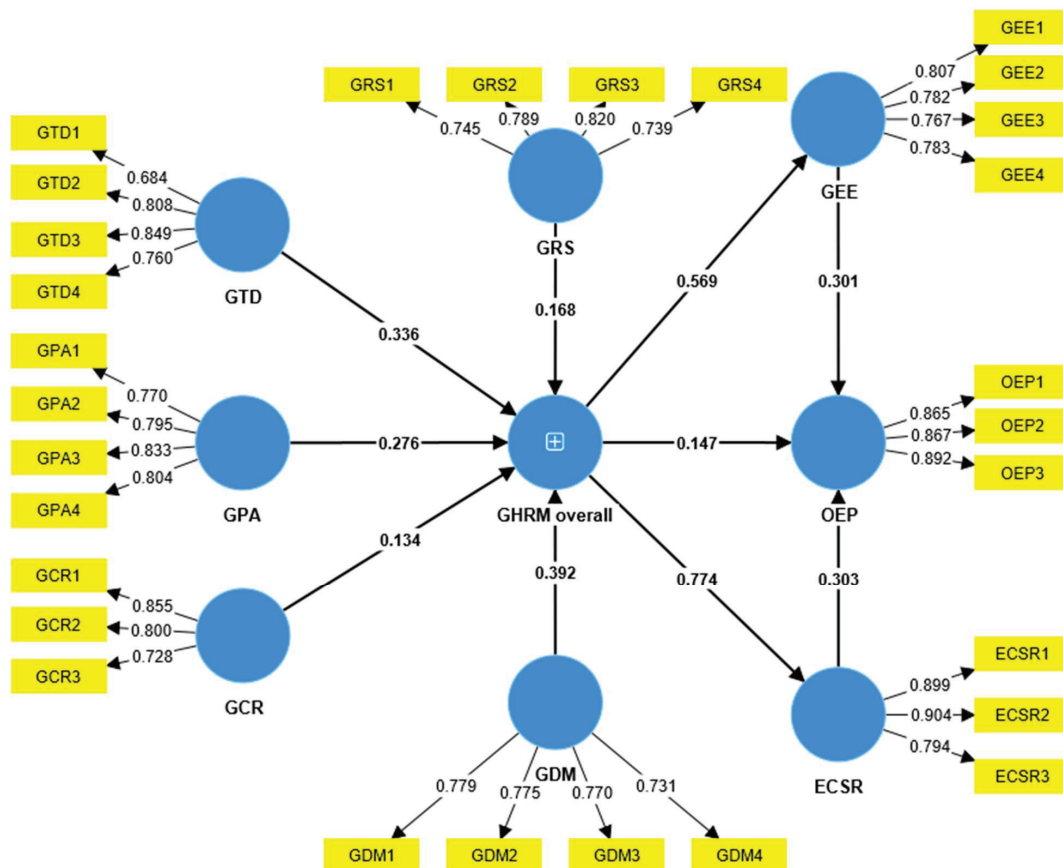 GEE1
GRS1
GRS2
GRS3
GRS4
0.807
GEE2
0.782
0.767
GEE3
0.783
GEE4
0.745
0.789
0.820
0.739
GTD1
0.684
GTD2
0.808
GTD3
0.849
0.760
GTD4
GTD
GRS
GEE
0.336
0.168
0.569
0.301
GPA1
0.770
GPA2
0.795
GPA3
0.833
0.804
GPA4
GPA
0.276
GHRM overall
0.147
OEP
OEP1
0.865
0.867
OEP2
0.892
OEP3
0.134
0.392
0.774
0.303
GCR1
0.855
GCR2
0.800
0.728
GCR3
GCR
GDM
ECSR
ECSR1
0.899
0.904
ECSR2
0.794
ECSR3
0.779
0.775
0.770
0.731
GDM1
GDM2
GDM3
GDM4